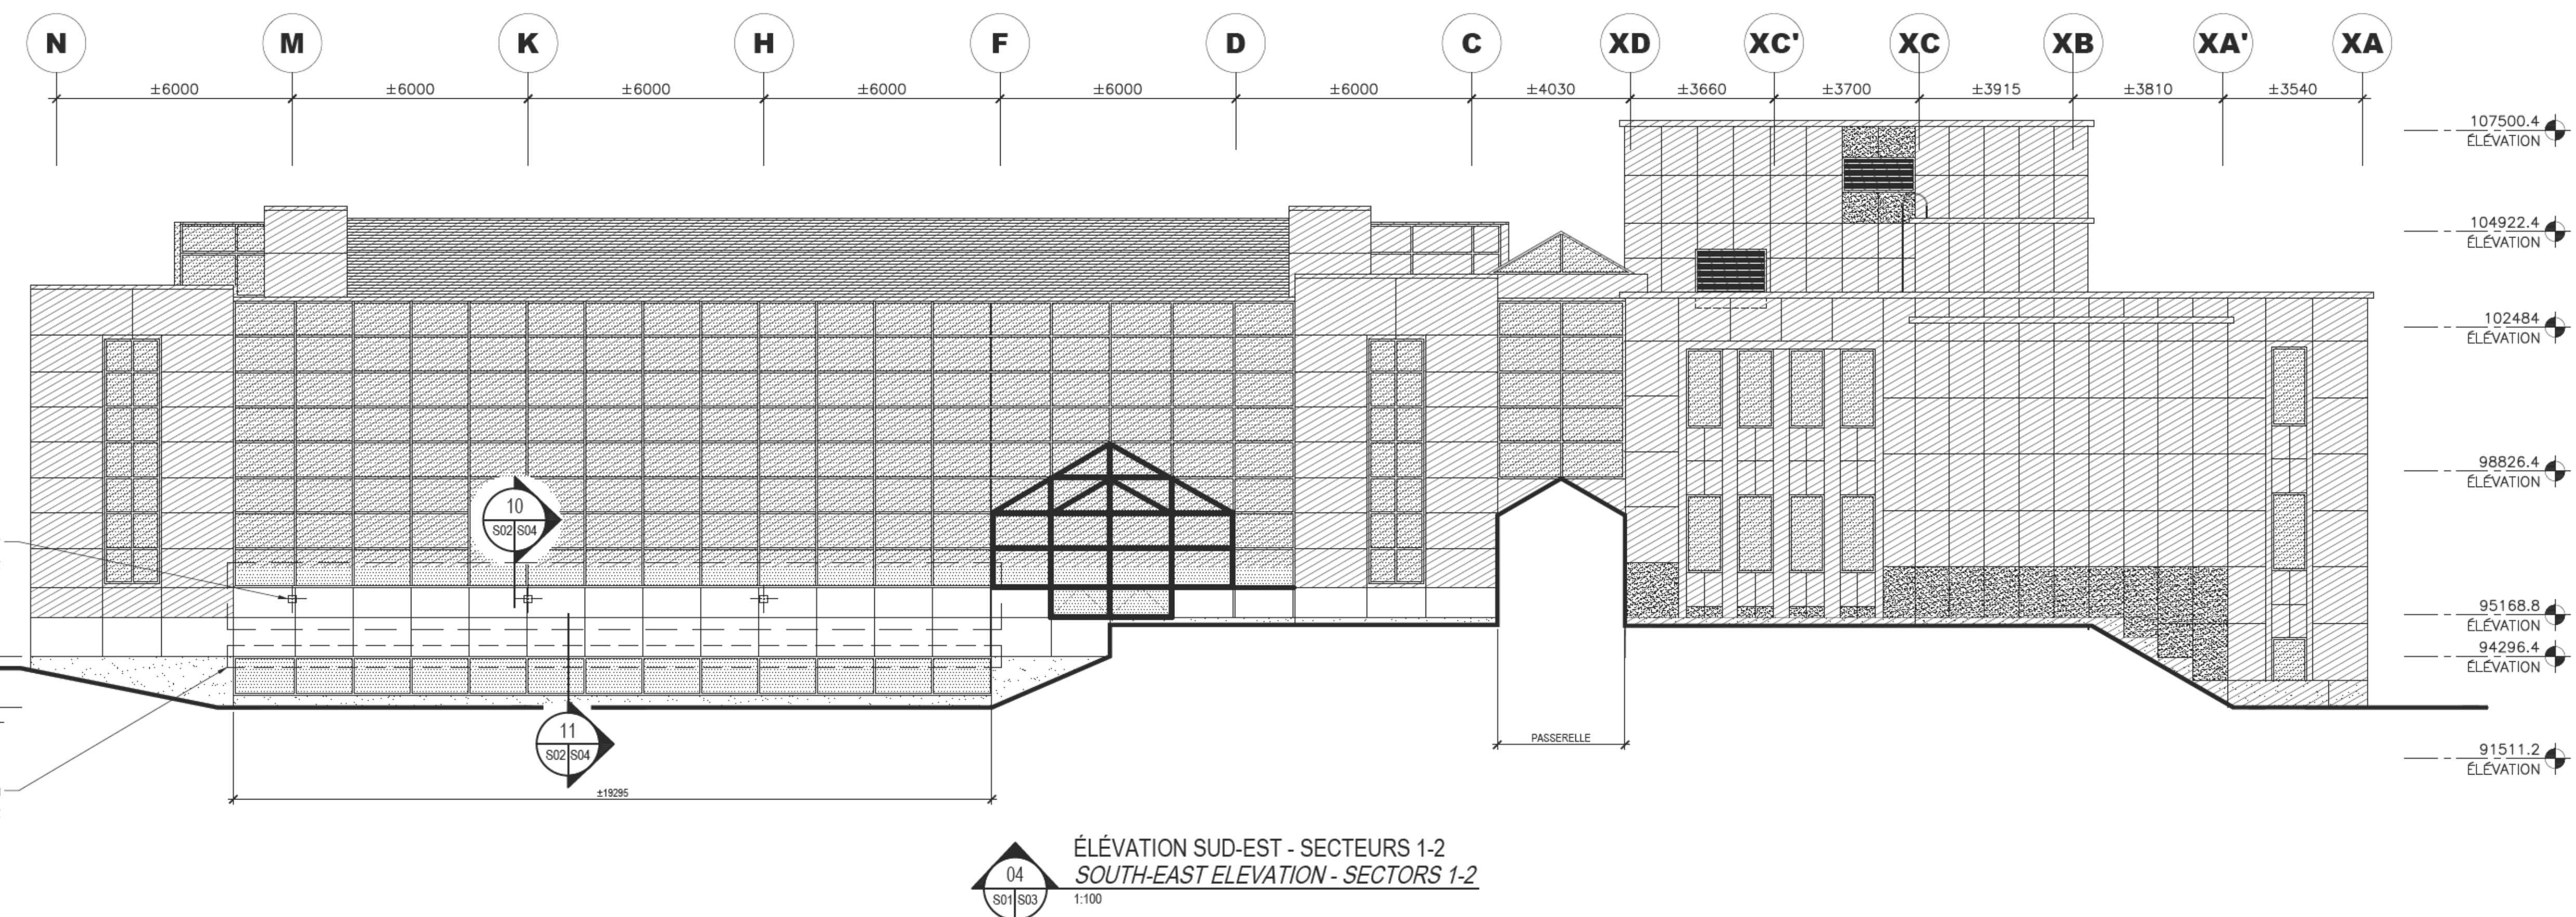 N M K H F D C XD XC' XC XB XA' XA
±6000 ±6000 ±6000 ±6000 ±6000 ±6000 ±4030 ±3660 ±3700 ±3915 ±3810 ±3540
107500.4
ÉLÉVATION
104922.4
ÉLÉVATION
102484
ÉLÉVATION
98826.4
ÉLÉVATION
10
S02 S04
95168.8
ÉLÉVATION
94296.4
ÉLÉVATION
11
S02 S04
PASSERELLE
91511.2
ÉLÉVATION
±19295
04
S01 S03
ÉLÉVATION SUD-EST - SECTEURS 1-2
SOUTH-EAST ELEVATION - SECTORS 1-2
1:100